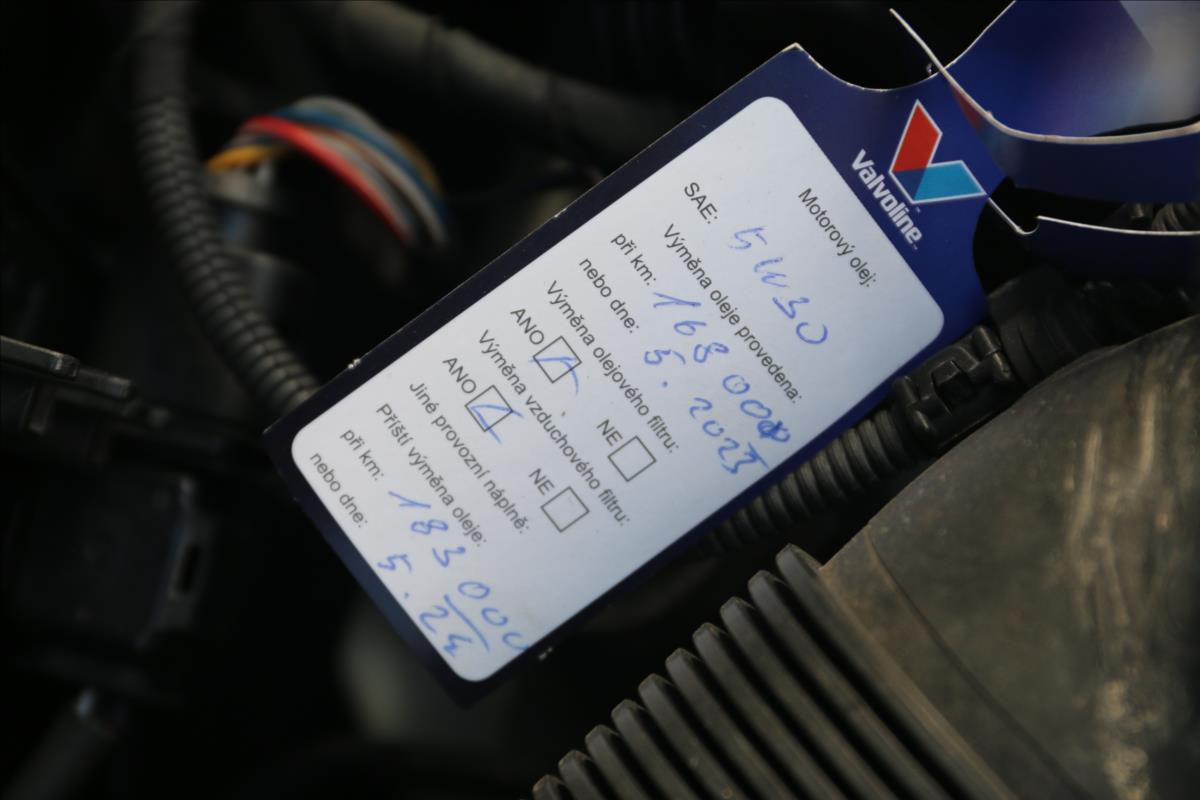 Valvoline™
Motorový olej:
SAE: 5W30
Výměna oleje provedena:
při km: 168 000
nebo dne: 5. 2023
Výměna olejového filtru:
ANO NE
Výměna vzduchového filtru:
ANO NE
Jiné provozní náplně:
Příští výměna oleje:
při km: 183 000
nebo dne: 5. 24